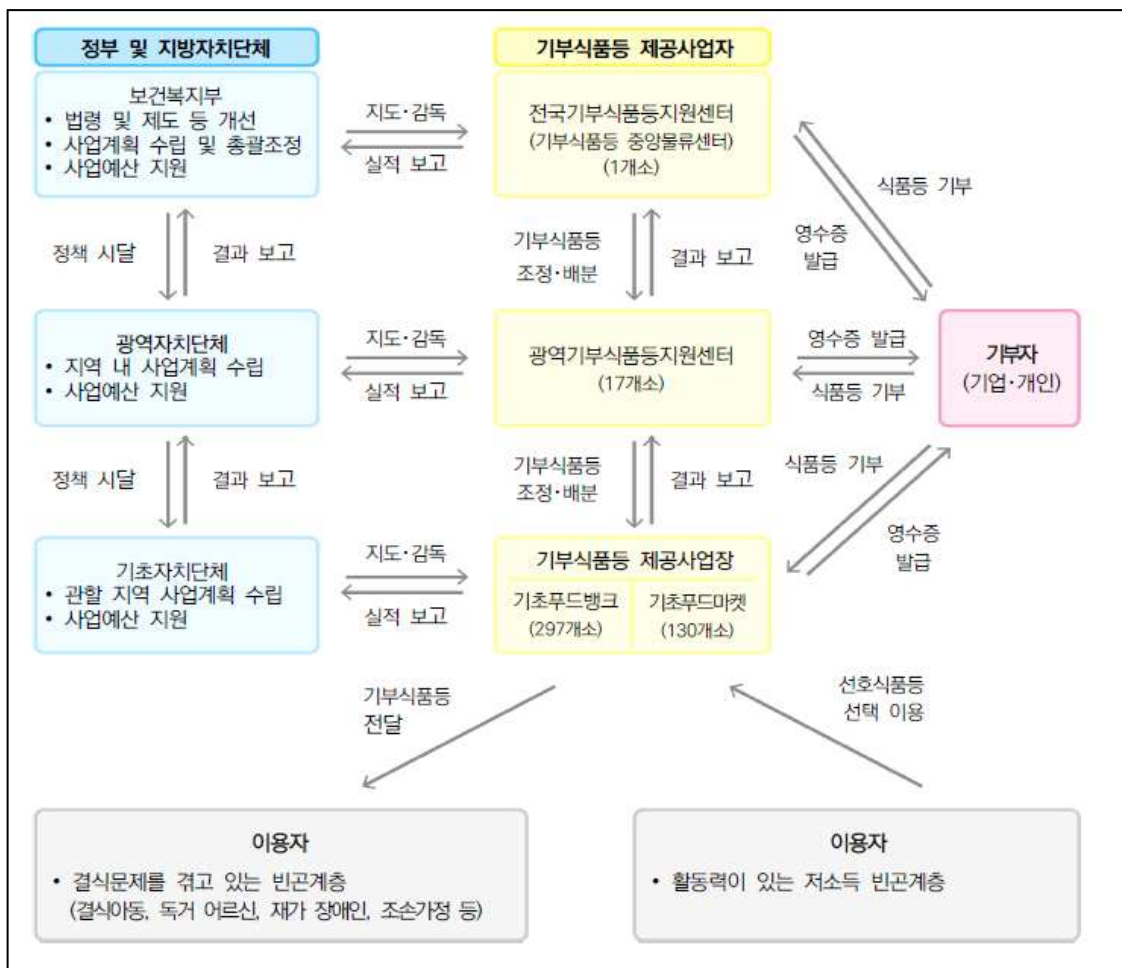 정부 및 지방자치단체
기부식품등 제공사업자
보건복지부
• 법령 및 제도 등 개선
• 사업계획 수립 및 총괄조정
• 사업예산 지원
지도·감독
실적 보고
전국기부식품등지원센터
(기부식품등 중앙물류센터)
(1개소)
식품등 기부
영수증
발급
정책 시달
결과 보고
기부식품등
조정·배분
결과 보고
광역자치단체
• 지역 내 사업계획 수립
• 사업예산 지원
지도·감독
실적 보고
광역기부식품등지원센터
(17개소)
영수증 발급
식품등 기부
기부자
(기업·개인)
정책 시달
결과 보고
기부식품등
조정·배분
결과 보고
식품등 기부
영수증
발급
기초자치단체
• 관할 지역 사업계획 수립
• 사업예산 지원
지도·감독
실적 보고
기부식품등 제공사업장
기초푸드뱅크
(297개소)
기초푸드마켓
(130개소)
기부식품등
전달
선호식품등
선택 이용
이용자
• 결식문제를 겪고 있는 빈곤계층
(결식아동, 독거 어르신, 재가 장애인, 조손가정 등)
이용자
• 활동력이 있는 저소득 빈곤계층